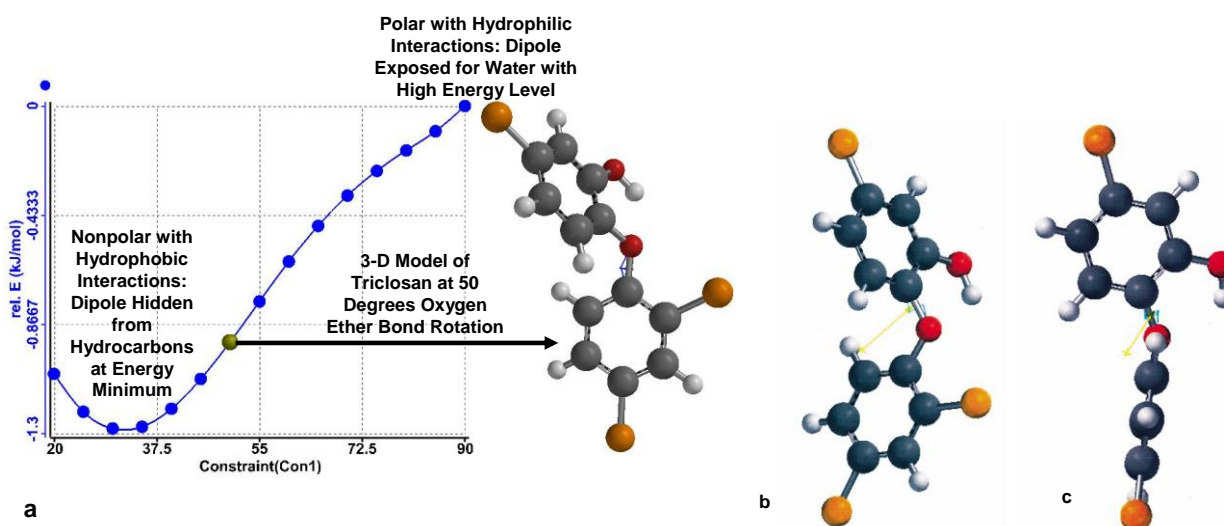 Polar with Hydrophilic
Interactions: Dipole
Exposed for Water with
High Energy Level
0
-0.4333
-0.8667
-1.3
rel. E (kJ/mol)
Nonpolar with
Hydrophobic
Interactions:
Dipole Hidden
from
Hydrocarbons
at Energy
Minimum
3-D Model of
Triclosan at 50
Degrees Oxygen
Ether Bond Rotation
20 37.5 55 72.5 90
Constraint(Con1)
a
b
c